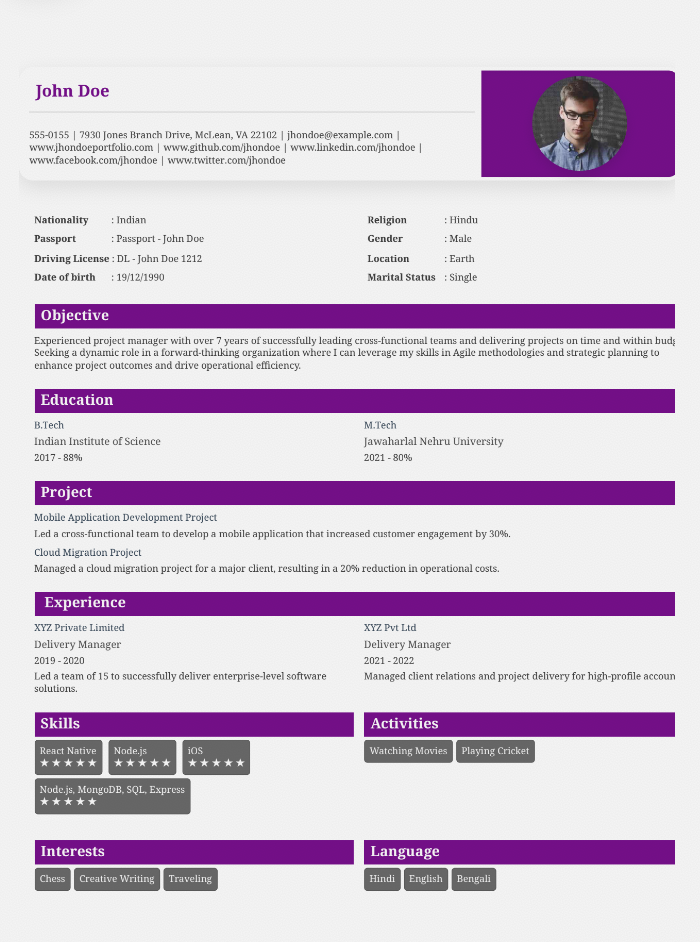 John Doe
555-0155 | 7930 Jones Branch Drive, McLean, VA 22102 | jhondoe@example.com |
www.jhondoeportfolio.com | www.github.com/jhondoe | www.linkedin.com/jhondoe |
www.facebook.com/jhondoe | www.twitter.com/jhondoe
Nationality : Indian
Passport : Passport - John Doe
Driving License : DL - John Doe 1212
Date of birth : 19/12/1990
Religion : Hindu
Gender : Male
Location : Earth
Marital Status : Single
Objective
Experienced project manager with over 7 years of successfully leading cross-functional teams and delivering projects on time and within
Seeking a dynamic role in a forward-thinking organization where I can leverage my skills in Agile methodologies and strategic planning to
enhance project outcomes and drive operational efficiency.
Education
B.Tech
Indian Institute of Science
2017 - 88%
M.Tech
Jawaharlal Nehru University
2021 - 80%
Project
Mobile Application Development Project
Led a cross-functional team to develop a mobile application that increased customer engagement by 30%.
Cloud Migration Project
Managed a cloud migration project for a major client, resulting in a 20% reduction in operational costs.
Experience
XYZ Private Limited
Delivery Manager
2019 - 2020
Led a team of 15 to successfully deliver enterprise-level software
solutions.
XYZ Pvt Ltd
Delivery Manager
2021 - 2022
Managed client relations and project delivery for high-profile
Skills
React Native
★★★★★
Node.js
★★★★★
iOS
★★★★★
Node.js, MongoDB, SQL, Express
★★★★★
Activities
Watching Movies
Playing Cricket
Interests
Chess
Creative Writing
Traveling
Language
Hindi
English
Bengali